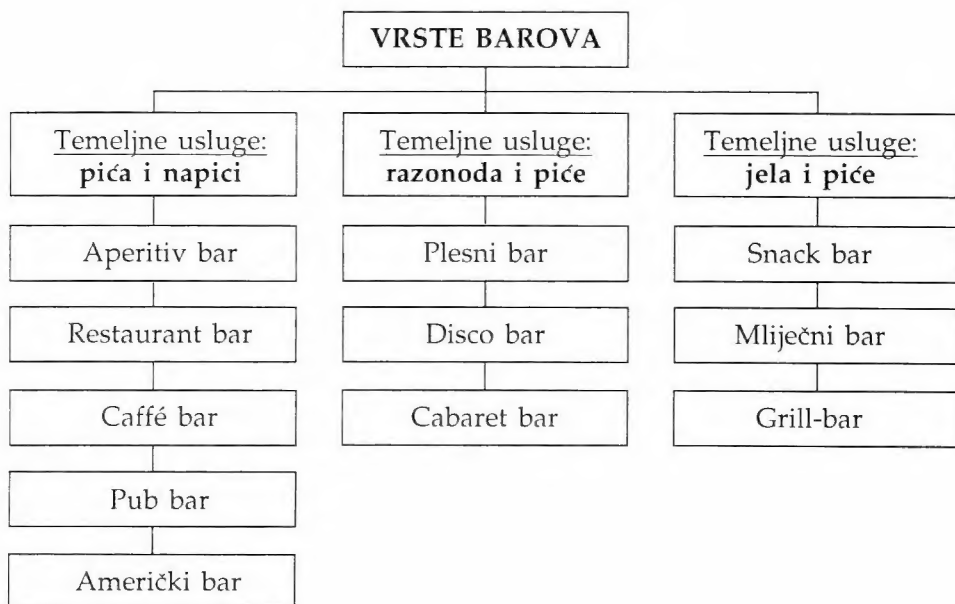 VRSTE BAROVA
Temeljne usluge:
pića i napici
Aperitiv bar
Restaurant bar
Caffé bar
Pub bar
Američki bar
Temeljne usluge:
razonoda i piće
Plesni bar
Disco bar
Cabaret bar
Temeljne usluge:
jela i piće
Snack bar
Mliječni bar
Grill-bar